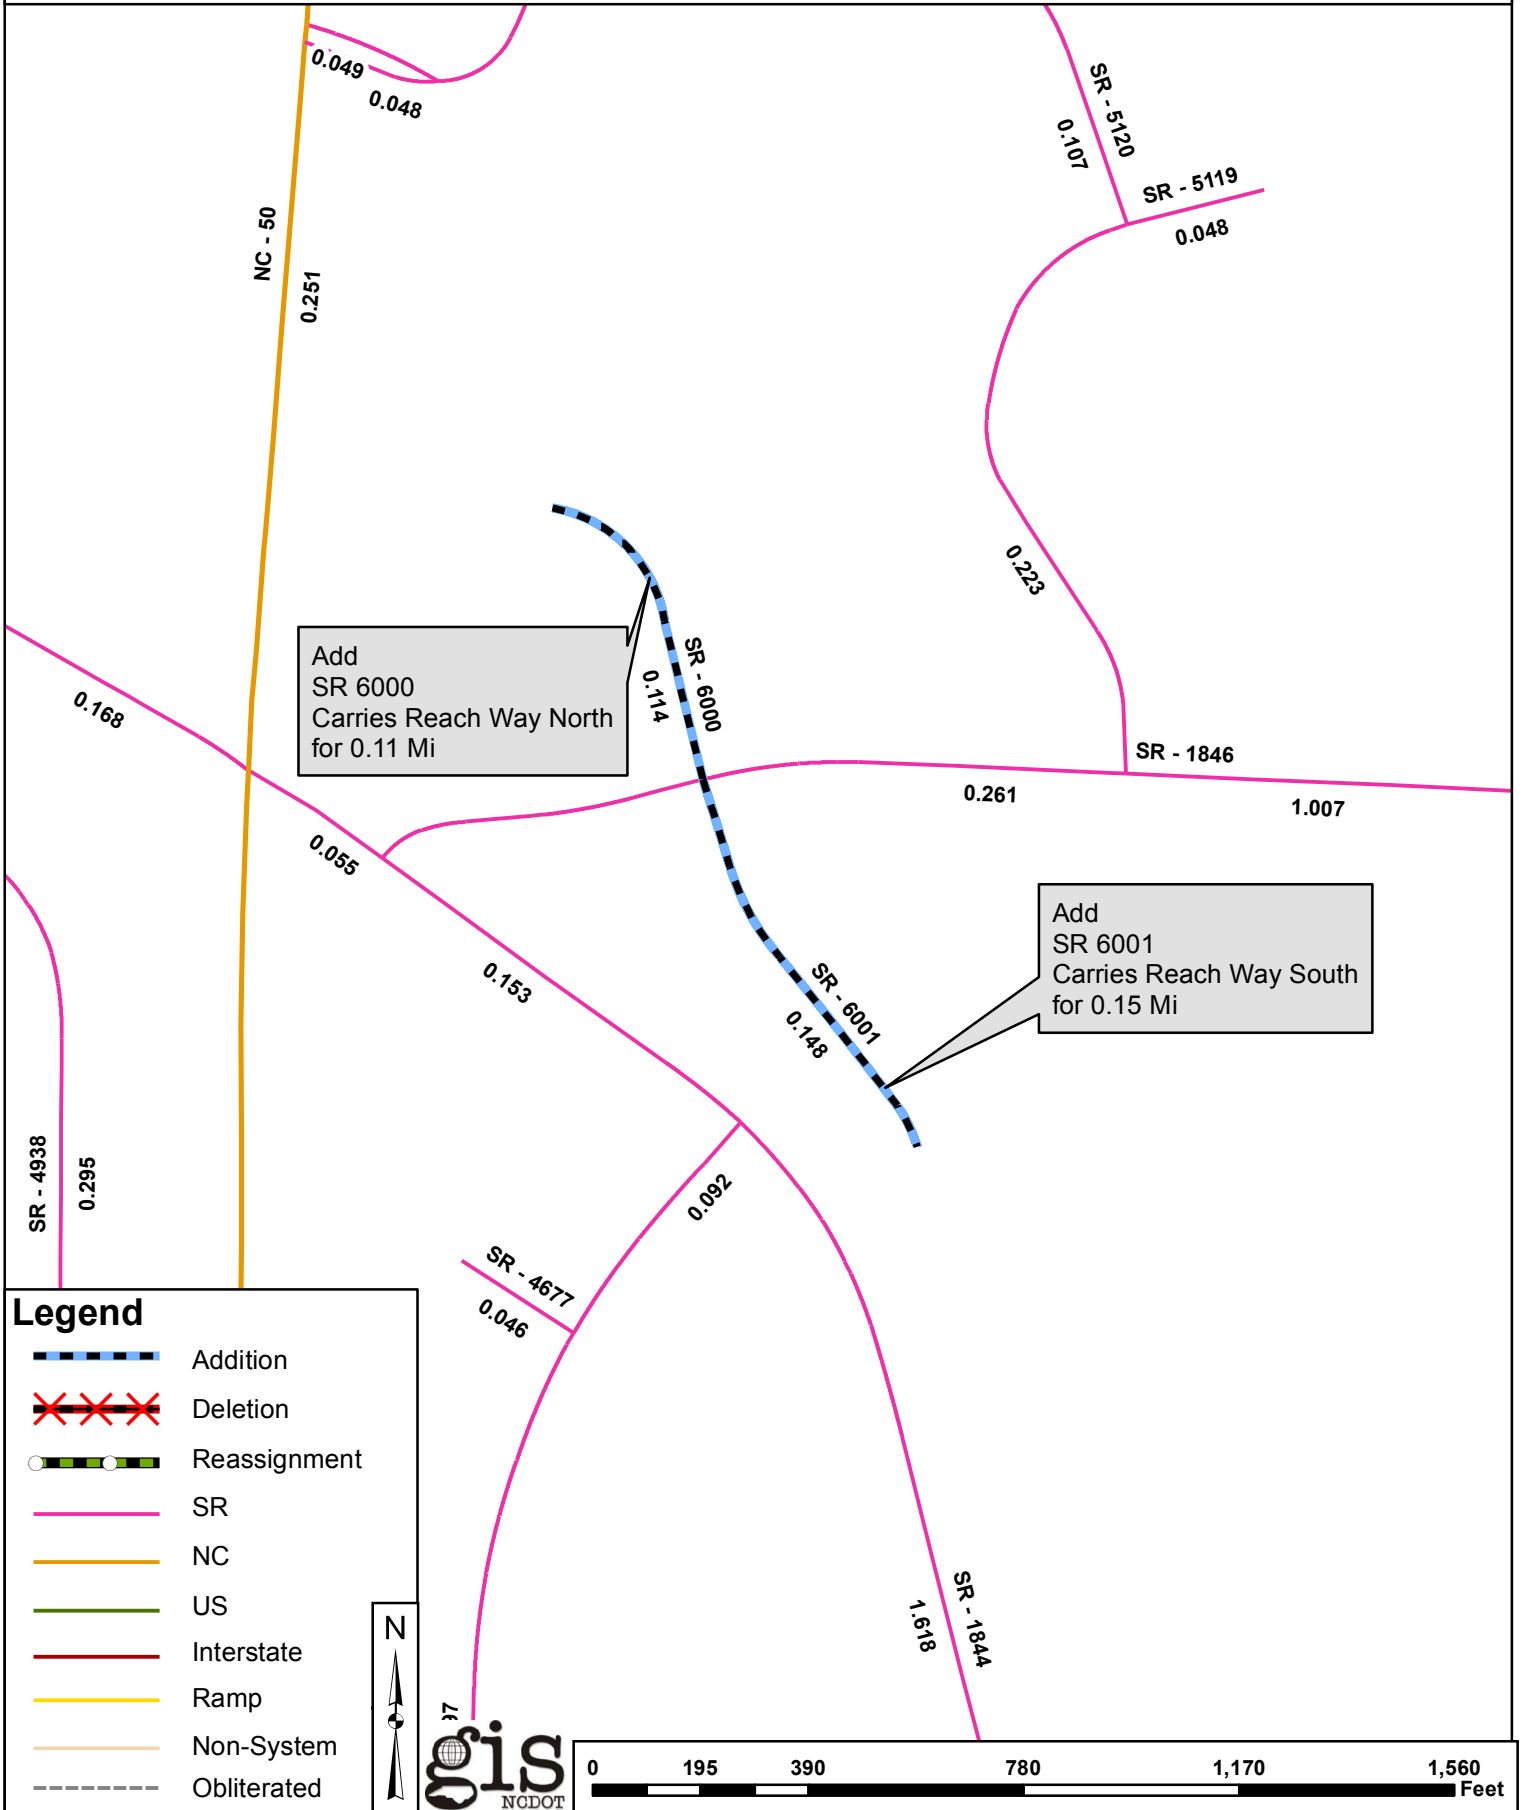 0.049
0.048
SR - 5120
0.107
SR - 5119
0.048
NC - 50
0.251
0.223
Add
SR 6000
Carries Reach Way North
for 0.11 Mi
SR - 6000
0.114
0.168
SR - 1846
0.261
1.007
0.055
Add
SR 6001
Carries Reach Way South
for 0.15 Mi
0.153
SR - 6001
0.148
SR - 4938
0.295
0.092
SR - 4677
0.046
SR - 1844
1.618
97
Legend
Addition
Deletion
Reassignment
SR
NC
US
Interstate
Ramp
Non-System
Obliterated
N
gis
NCDOT
0 195 390 780 1,170 1,560
Feet